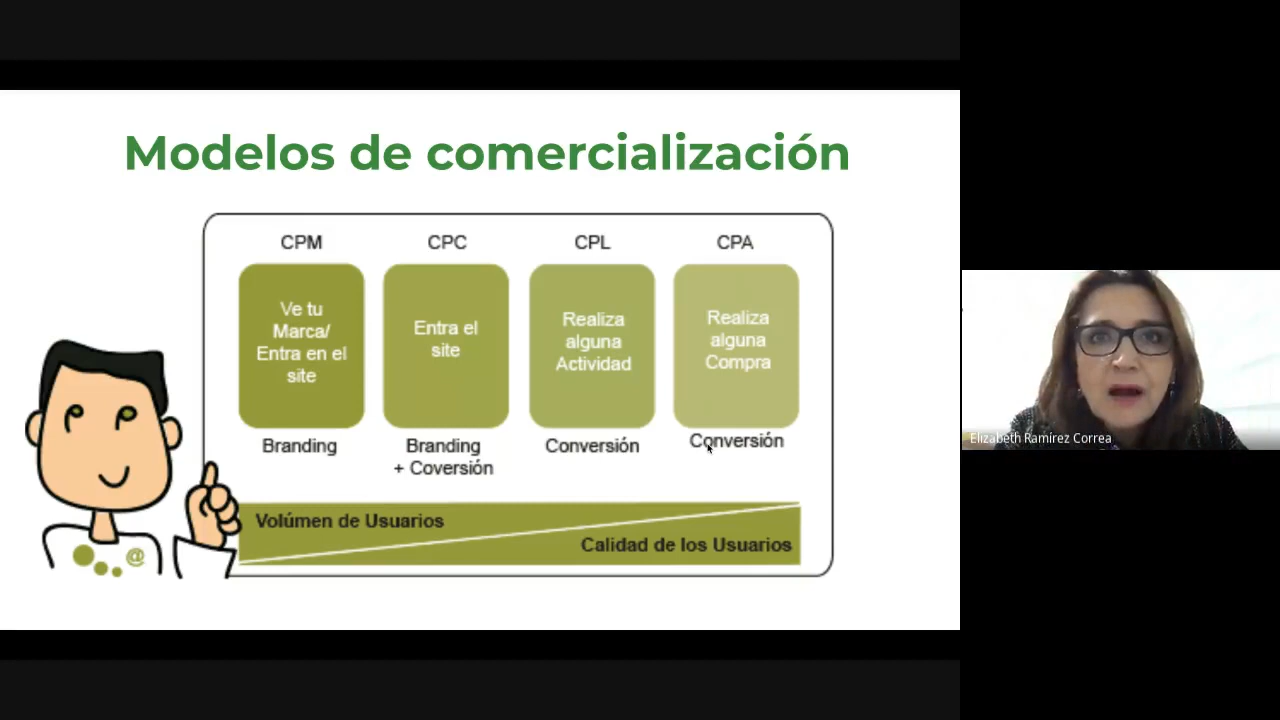 Modelos de comercialización
CPM
CPC
CPL
CPA
Ve tu
Marca/
Entra en el
site
Entra el
site
Realiza
alguna
Actividad
Realiza
alguna
Compra
Branding
Branding
+ Coversión
Conversión
Conversión
Volúmen de Usuarios
Calidad de los Usuarios
@
Elizabeth Ramírez Correa